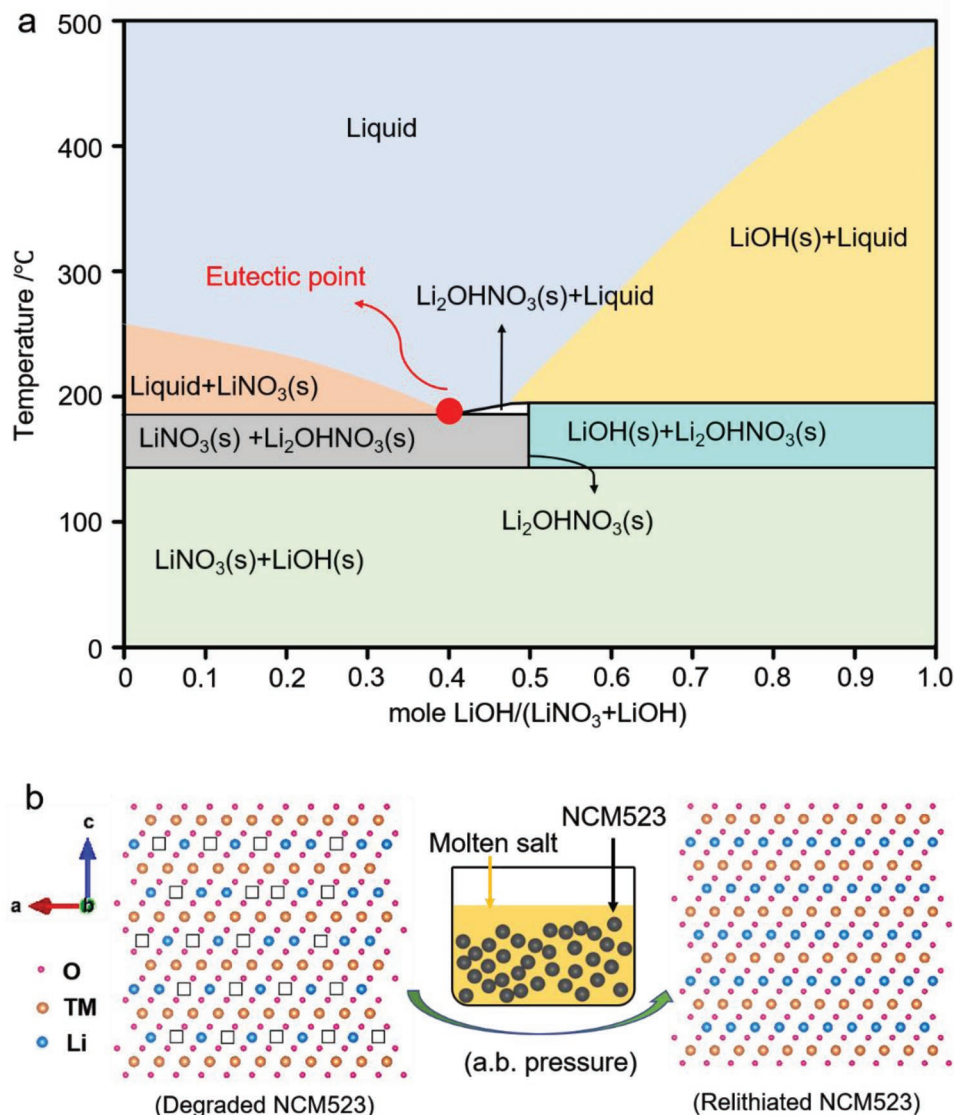 a
500
400
300
200
100
0
Temperature /℃
Liquid
LiOH(s)+Liquid
Eutectic point
Li₂OHNO₃(s)+Liquid
Liquid+LiNO₃(s)
LiNO₃(s) +Li₂OHNO₃(s)
LiOH(s)+Li₂OHNO₃(s)
Li₂OHNO₃(s)
LiNO₃(s)+LiOH(s)
0 0.1 0.2 0.3 0.4 0.5 0.6 0.7 0.8 0.9 1.0
mole LiOH/(LiNO₃+LiOH)
b
c
a
b
O
TM
Li
(Degraded NCM523)
NCM523
Molten salt
(a.b. pressure)
(Relithiated NCM523)